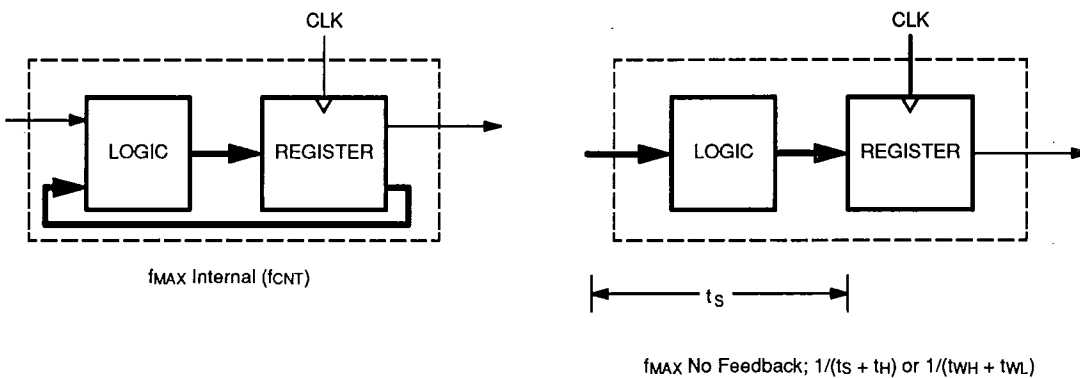 CLK
LOGIC
REGISTER
fMAX Internal (fCNT)
CLK
LOGIC
REGISTER
tS
fMAX No Feedback; 1/(tS + tH) or 1/(tWH + tWL)